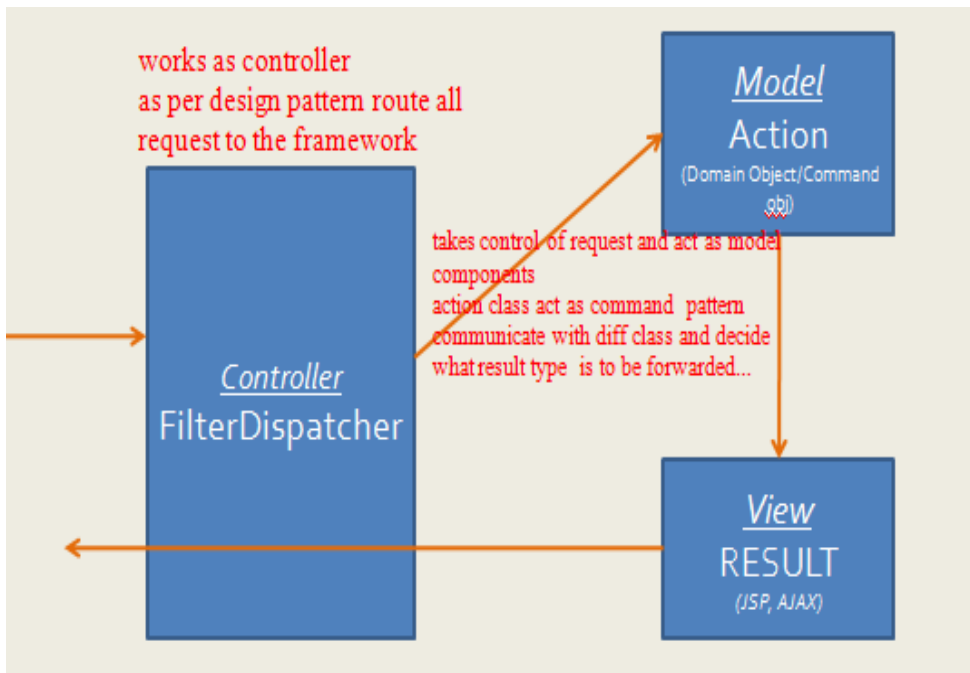 works as controller
as per design pattern route all
request to the framework
Model
Action
(Domain Object/Command
obj)
takes control of request and act as model
components
action class act as command pattern
communicate with diff class and decide
what result type is to be forwarded...
Controller
FilterDispatcher
View
RESULT
(JSP, AJAX)